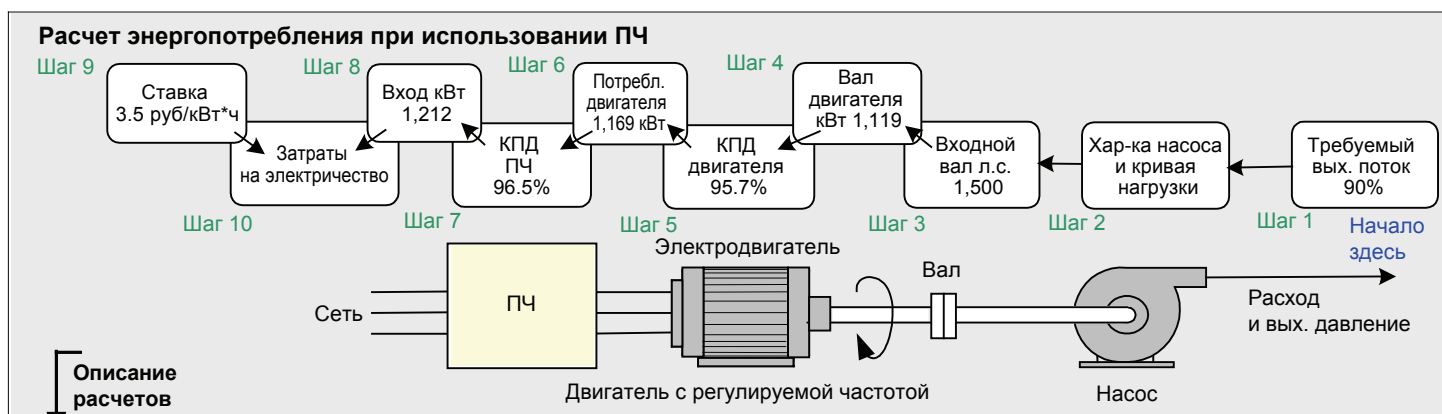 Расчет энергопотребления при использовании ПЧ
Шаг 9
Шаг 8
Шаг 6
Шаг 4
Ставка
3.5 руб/кВт*ч
Вход кВт
1,212
Потребл.
двигателя
1,169 кВт
Вал
двигателя
кВт 1,119
Затраты
на электричество
КПД
ПЧ
96.5%
КПД
двигателя
95.7%
Входной
вал л.с.
1,500
Хар-ка насоса
и кривая
нагрузки
Требуемый
вых. поток
90%
Шаг 10
Шаг 7
Шаг 5
Шаг 3
Шаг 2
Шаг 1
Начало
здесь
Электродвигатель
Вал
Сеть
ПЧ
Расход
и вых. давление
Описание
расчетов
Двигатель с регулируемой частотой
Насос